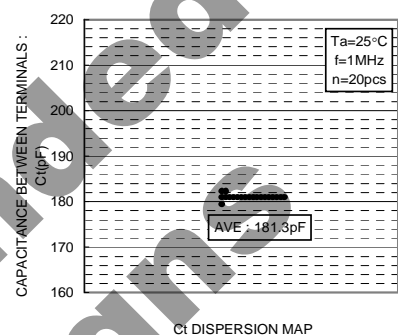 220
210
200
190
180
170
160
CAPACITANCE BETWEEN TERMINALS :
Ct(pF)
Ta=25°C
f=1MHz
n=20pcs
AVE : 181.3pF
Ct DISPERSION MAP